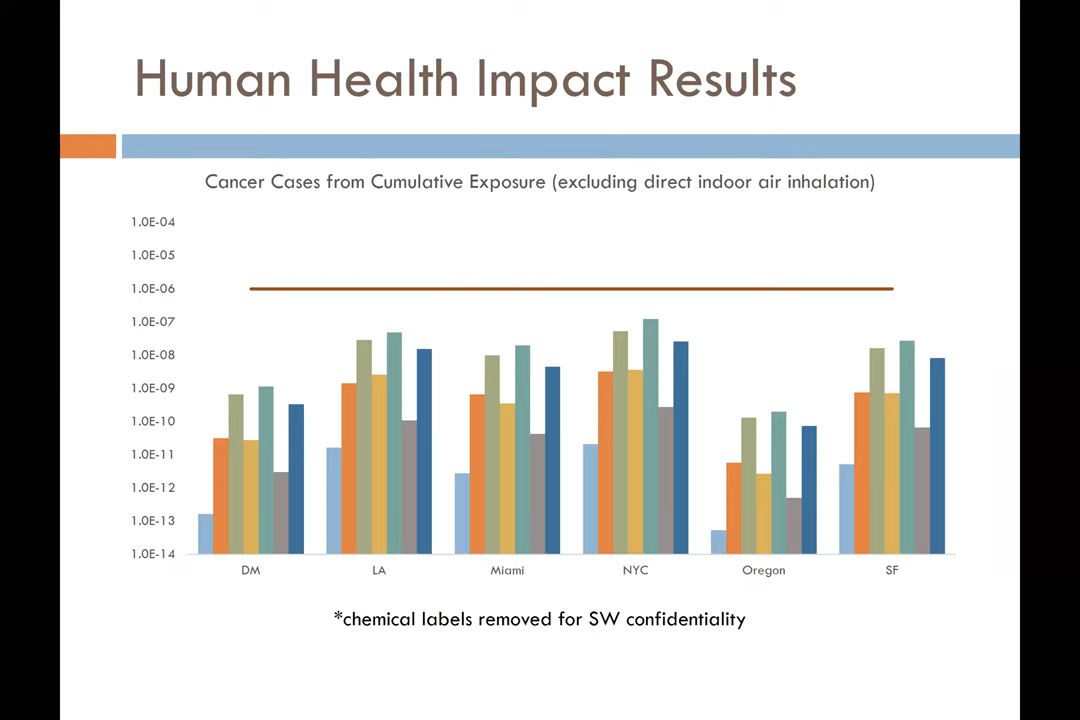 Human Health Impact Results
Cancer Cases from Cumulative Exposure (excluding direct indoor air inhalation)
1.0E-04
1.0E-05
1.0E-06
1.0E-07
1.0E-08
1.0E-09
1.0E-10
1.0E-11
1.0E-12
1.0E-13
1.0E-14
DM LA Miami NYC Oregon SF
*chemical labels removed for SW confidentiality